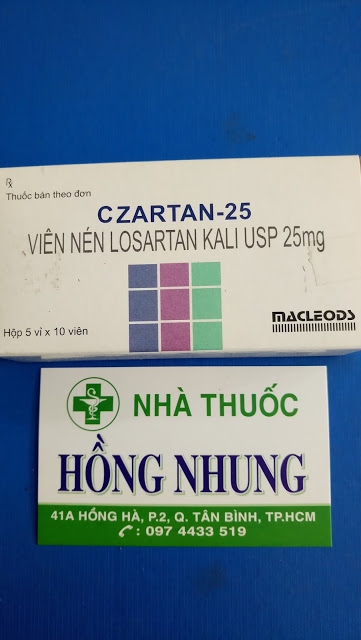 ℞
Thuốc bán theo đơn
CZARTAN-25
VIÊN NÉN LOSARTAN KALI USP 25mg
Hộp 5 vỉ x 10 viên
MACLEODS
NHÀ THUỐC
HỒNG NHUNG
41A HỒNG HÀ, P.2, Q. TÂN BÌNH, TP.HCM
: 097 4433 519